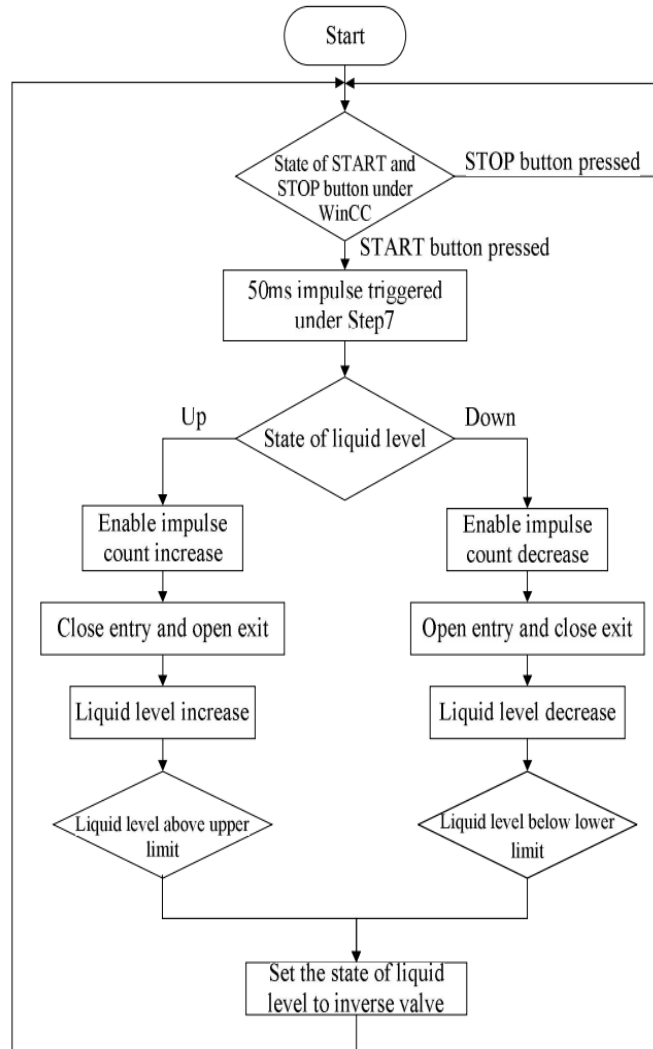 Start
State of START and
STOP button under
WinCC
STOP button pressed
START button pressed
50ms impulse triggered
under Step7
Up
State of liquid level
Down
Enable impulse
count increase
Enable impulse
count decrease
Close entry and open exit
Open entry and close exit
Liquid level increase
Liquid level decrease
Liquid level above upper
limit
Liquid level below lower
limit
Set the state of liquid
level to inverse valve